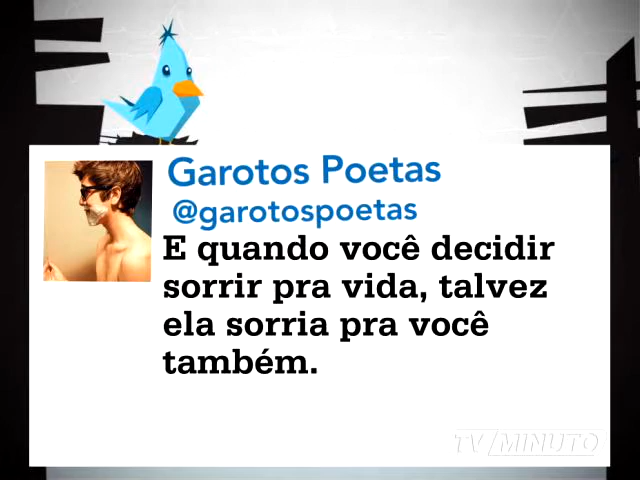 Garotos Poetas
@garotospoetas
E quando você decidir
sorrir pra vida, talvez
ela sorria pra você
também.
TV MINUTO